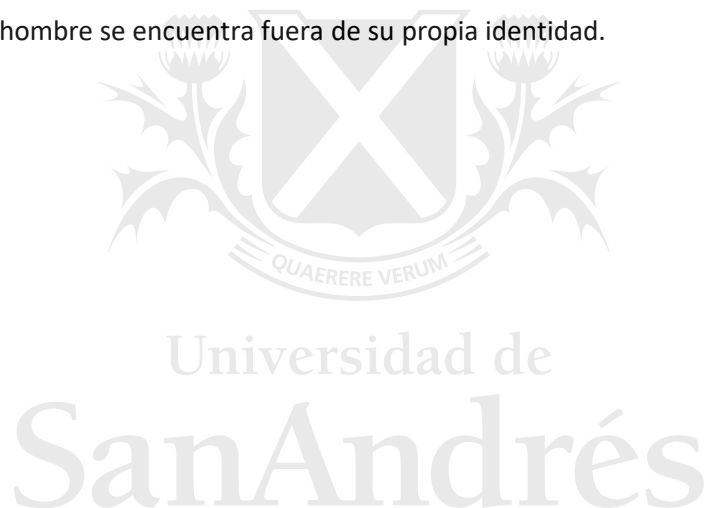 hombre se encuentra fuera de su propia identidad.
QUAERERE VERUM
Universidad de
SanAndrés